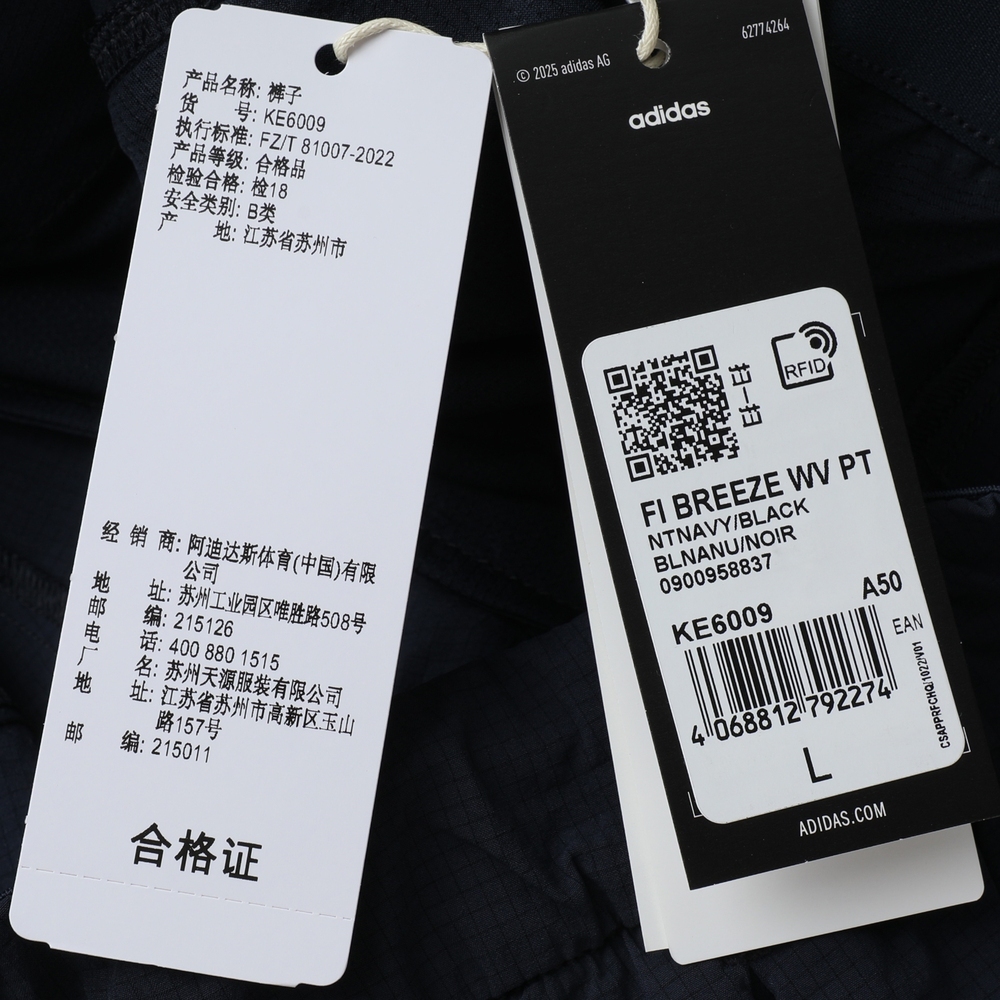 产品名称: 裤子
货 号: KE6009
执行标准: FZ/T 81007-2022
产品等级: 合格品
检验合格: 检18
安全类别: B类
产 地: 江苏省苏州市
经 销 商: 阿迪达斯体育(中国)有限
公司
地 址: 苏州工业园区唯胜路508号
邮 编: 215126
电 话: 400 880 1515
厂 名: 苏州天源服装有限公司
地 址: 江苏省苏州市高新区玉山
路157号
邮 编: 215011
合格证
© 2025 adidas AG
62774264
adidas
RFID
FI BREEZE WV PT
NTNAVY/BLACK
BLNANU/NOIR
0900958837
KE6009
A50
EAN
4 068812 792274
CSAPPRFCHQ/1022/IV01
L
ADIDAS.COM